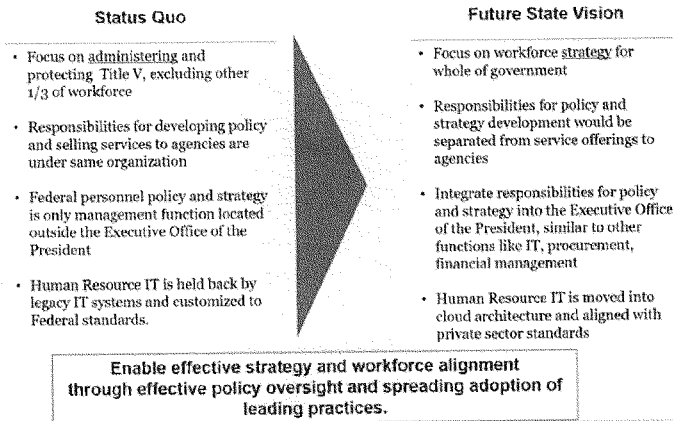 Status Quo
• Focus on administering and
protecting Title V, excluding other
1/3 of workforce
• Responsibilities for developing policy
and selling services to agencies are
under same organization
• Federal personnel policy and strategy
is only management function located
outside the Executive Office of the
President
• Human Resource IT is held back by
legacy IT systems and customized to
Federal standards.
Future State Vision
• Focus on workforce strategy for
whole of government
• Responsibilities for policy and
strategy development would be
separated from service offerings to
agencies
• Integrate responsibilities for policy
and strategy into the Executive Office
of the President, similar to other
functions like IT, procurement,
financial management
• Human Resource IT is moved into
cloud architecture and aligned with
private sector standards
Enable effective strategy and workforce alignment
through effective policy oversight and spreading adoption of
leading practices.